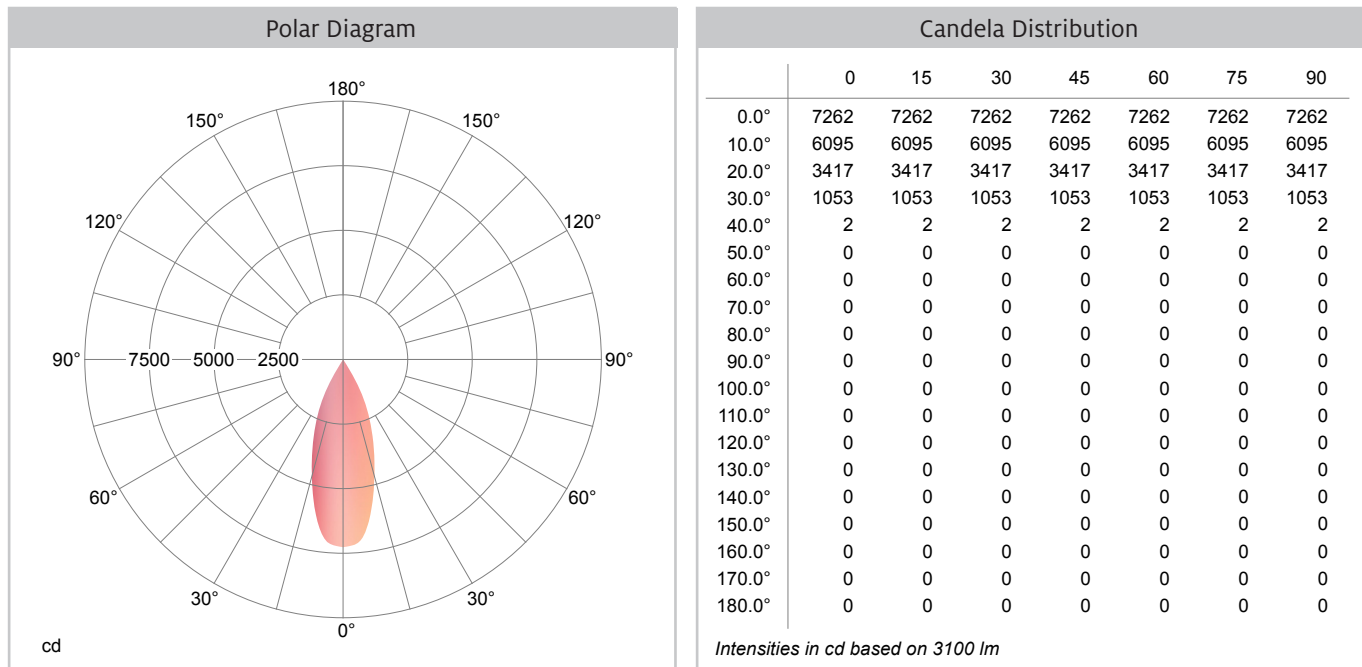 Polar Diagram
180°
150° 150°
120° 120°
90° 7500 5000 2500 90°
60° 60°
30° 30°
0°
cd
Candela Distribution
0 15 30 45 60 75 90
0.0° 7262 7262 7262 7262 7262 7262 7262
10.0° 6095 6095 6095 6095 6095 6095 6095
20.0° 3417 3417 3417 3417 3417 3417 3417
30.0° 1053 1053 1053 1053 1053 1053 1053
40.0° 2 2 2 2 2 2 2
50.0° 0 0 0 0 0 0 0
60.0° 0 0 0 0 0 0 0
70.0° 0 0 0 0 0 0 0
80.0° 0 0 0 0 0 0 0
90.0° 0 0 0 0 0 0 0
100.0° 0 0 0 0 0 0 0
110.0° 0 0 0 0 0 0 0
120.0° 0 0 0 0 0 0 0
130.0° 0 0 0 0 0 0 0
140.0° 0 0 0 0 0 0 0
150.0° 0 0 0 0 0 0 0
160.0° 0 0 0 0 0 0 0
170.0° 0 0 0 0 0 0 0
180.0° 0 0 0 0 0 0 0
Intensities in cd based on 3100 lm